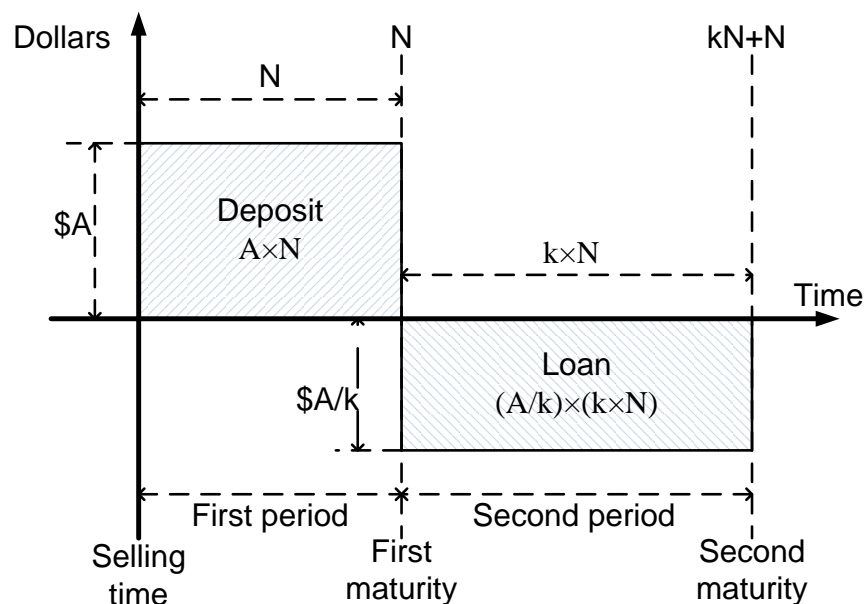 Dollars
N
kN+N
N
$A
Deposit
A×N
k×N
Time
$A/k
Loan
(A/k)×(k×N)
First period
Second period
Selling
time
First
maturity
Second
maturity